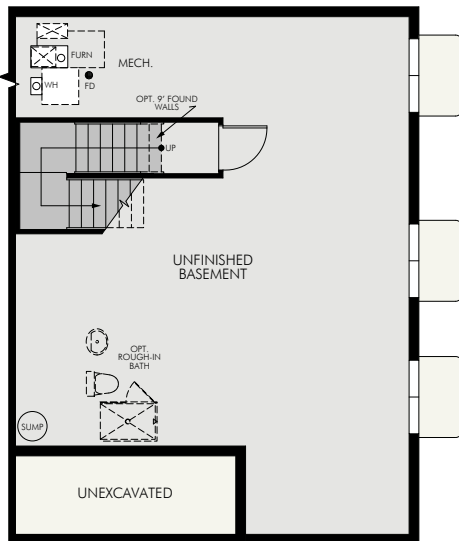 FURN
MECH.
WH
FD
OPT. 9' FOUND
WALLS
UP
UNFINISHED
BASEMENT
OPT.
ROUGH-IN
BATH
SUMP
UNEXCAVATED